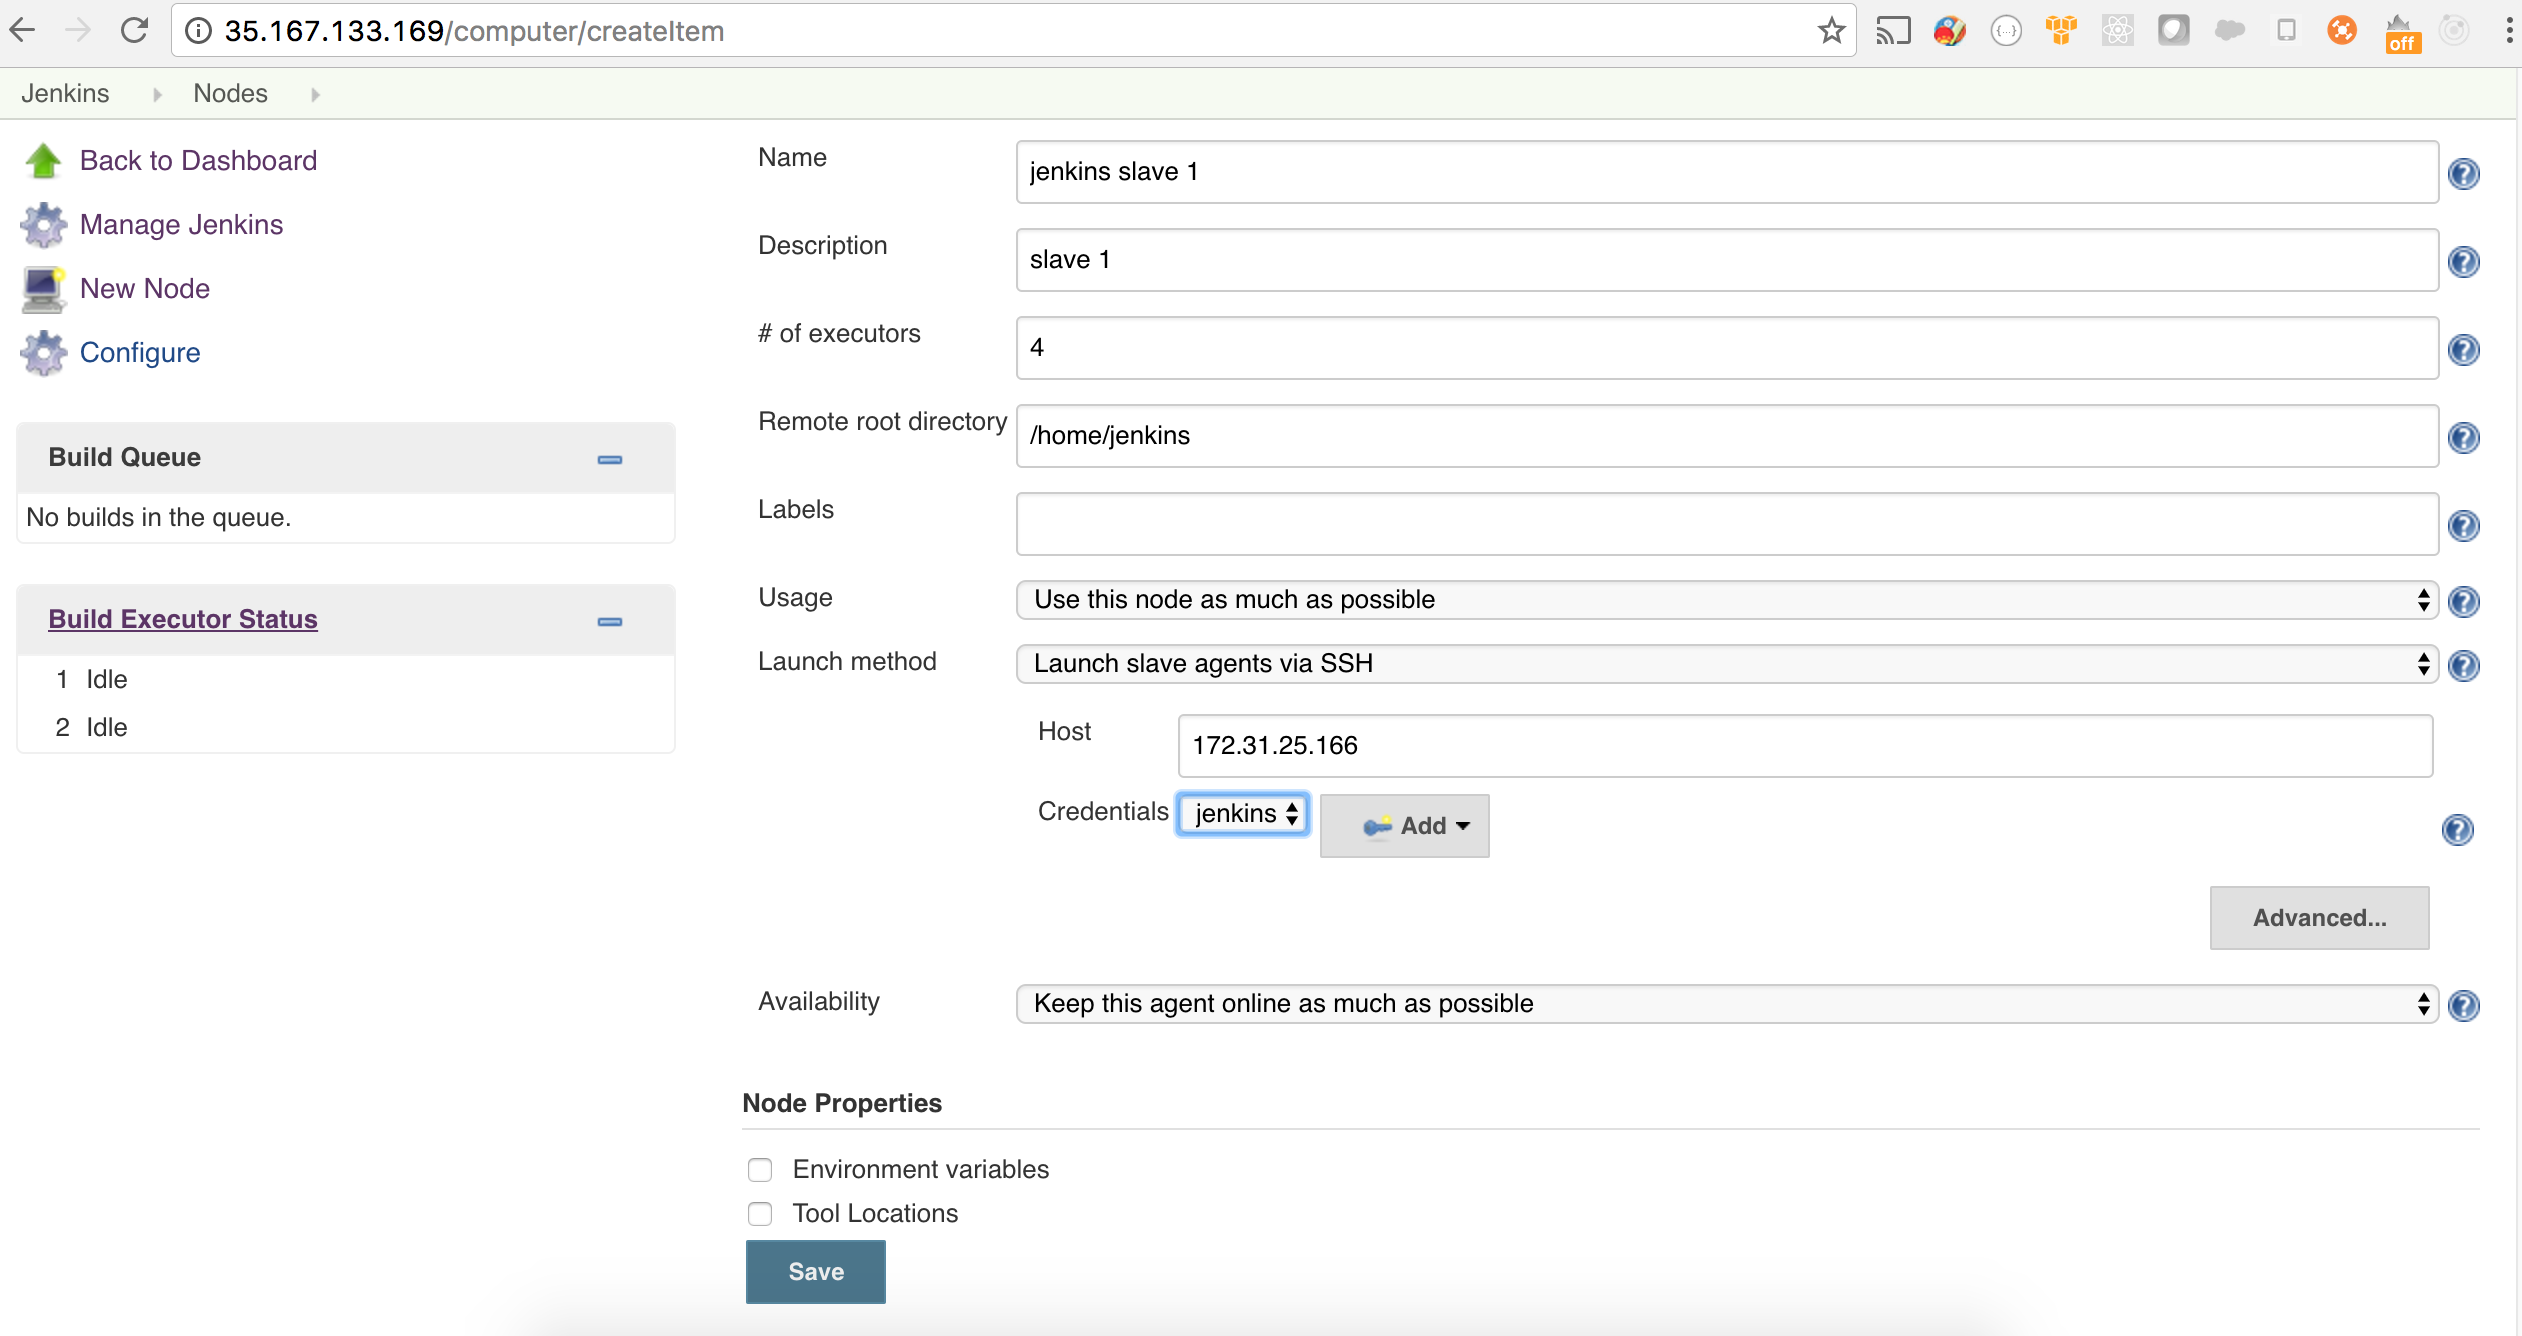 35.167.133.169/computer/createItem
off
Jenkins Nodes
Back to Dashboard
Manage Jenkins
New Node
Configure
Build Queue
No builds in the queue.
Build Executor Status
1 Idle
2 Idle
Name
jenkins slave 1
Description
slave 1
# of executors
4
Remote root directory
/home/jenkins
Labels
Usage
Use this node as much as possible
Launch method
Launch slave agents via SSH
Host
172.31.25.166
Credentials
jenkins
Add
Advanced...
Availability
Keep this agent online as much as possible
Node Properties
Environment variables
Tool Locations
Save